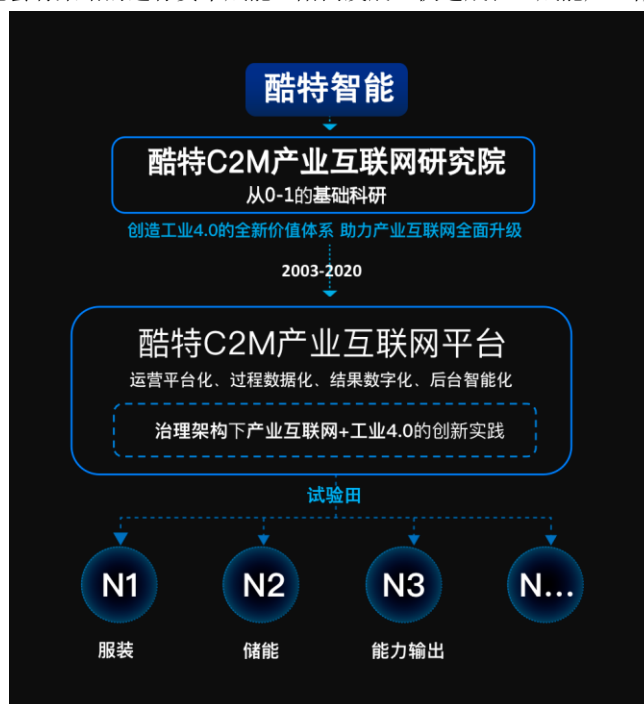 酷特智能
酷特C2M产业互联网研究院
从0-1的基础科研
创造工业4.0的全新价值体系 助力产业互联网全面升级
2003-2020
酷特C2M产业互联网平台
运营平台化、过程数据化、结果数字化、后台智能化
治理架构下产业互联网+工业4.0的创新实践
试验田
N1 N2 N3 N...
服装 储能 能力输出